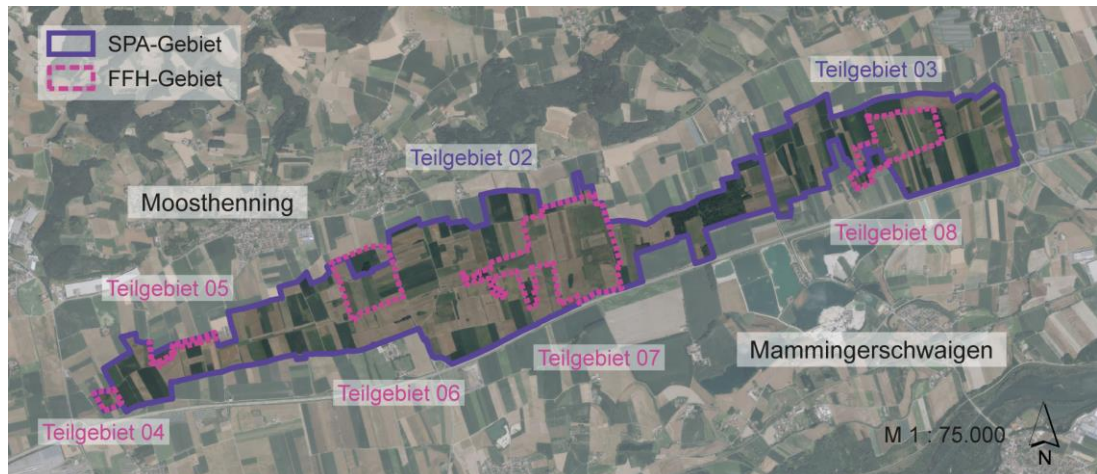 SPA-Gebiet
FFH-Gebiet
Teilgebiet 03
Teilgebiet 02
Moosthenning
Teilgebiet 08
Teilgebiet 05
Mammingerschwaigen
Teilgebiet 07
Teilgebiet 06
Teilgebiet 04
M 1 : 75.000
N